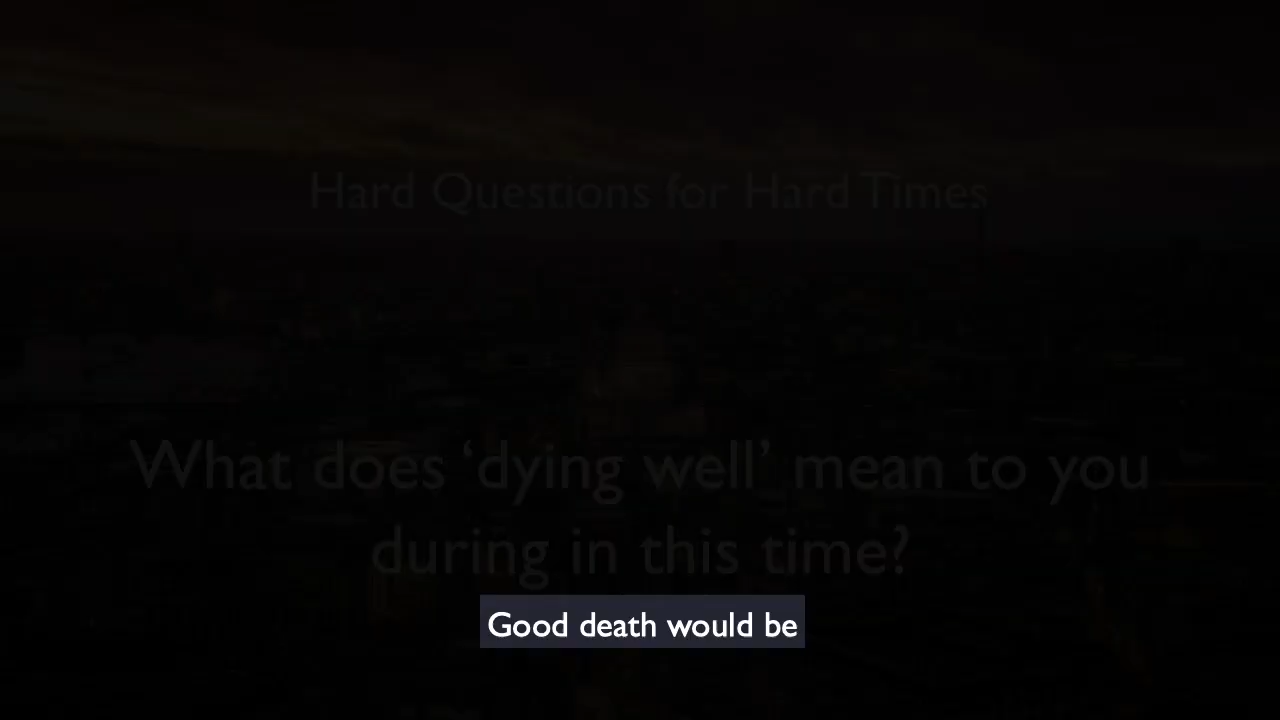 Hard Questions for Hard Times
What does ‘dying well’ mean to you
during in this time?
Good death would be